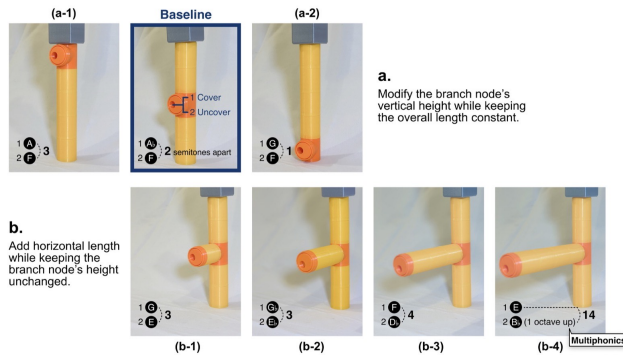 (a-1)
Baseline
(a-2)
1 Cover
2 Uncover
1 A
2 F
3
1 A♭
2 F
2 semitones apart
1 G
2 F
1
a.
Modify the branch node's
vertical height while keeping
the overall length constant.
b.
Add horizontal length
while keeping the
branch node's height
unchanged.
1 G
2 E
3
1 G♭
2 E♭
3
1 F
2 D♭
4
1 E
2 B♭ (1 octave up)
14
Multiphonics
(b-1)
(b-2)
(b-3)
(b-4)